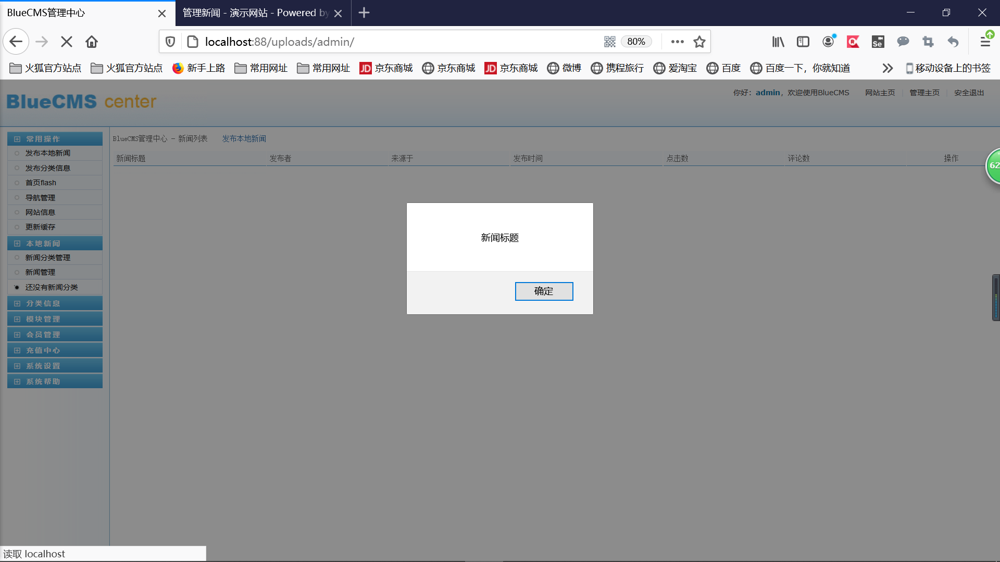 BlueCMS管理中心
管理新闻 - 演示网站 - Powered by
localhost:88/uploads/admin/
80%
Se
火狐官方站点
火狐官方站点
新手上路
常用网址
常用网址
JD 京东商城
京东商城
JD 京东商城
微博
携程旅行
爱淘宝
百度
百度一下，你就知道
移动设备上的书签
BlueCMS center
你好：admin，欢迎使用BlueCMS
网站主页
管理主页
安全退出
常用操作
发布本地新闻
发布分类信息
首页flash
导航管理
网站信息
更新缓存
本地新闻
新闻分类管理
新闻管理
还没有新闻分类
分类信息
模块管理
会员管理
充值中心
系统设置
系统帮助
BlueCMS管理中心 - 新闻列表
发布本地新闻
新闻标题
发布者
来源于
发布时间
点击数
评论数
操作
62
新闻标题
确定
读取 localhost